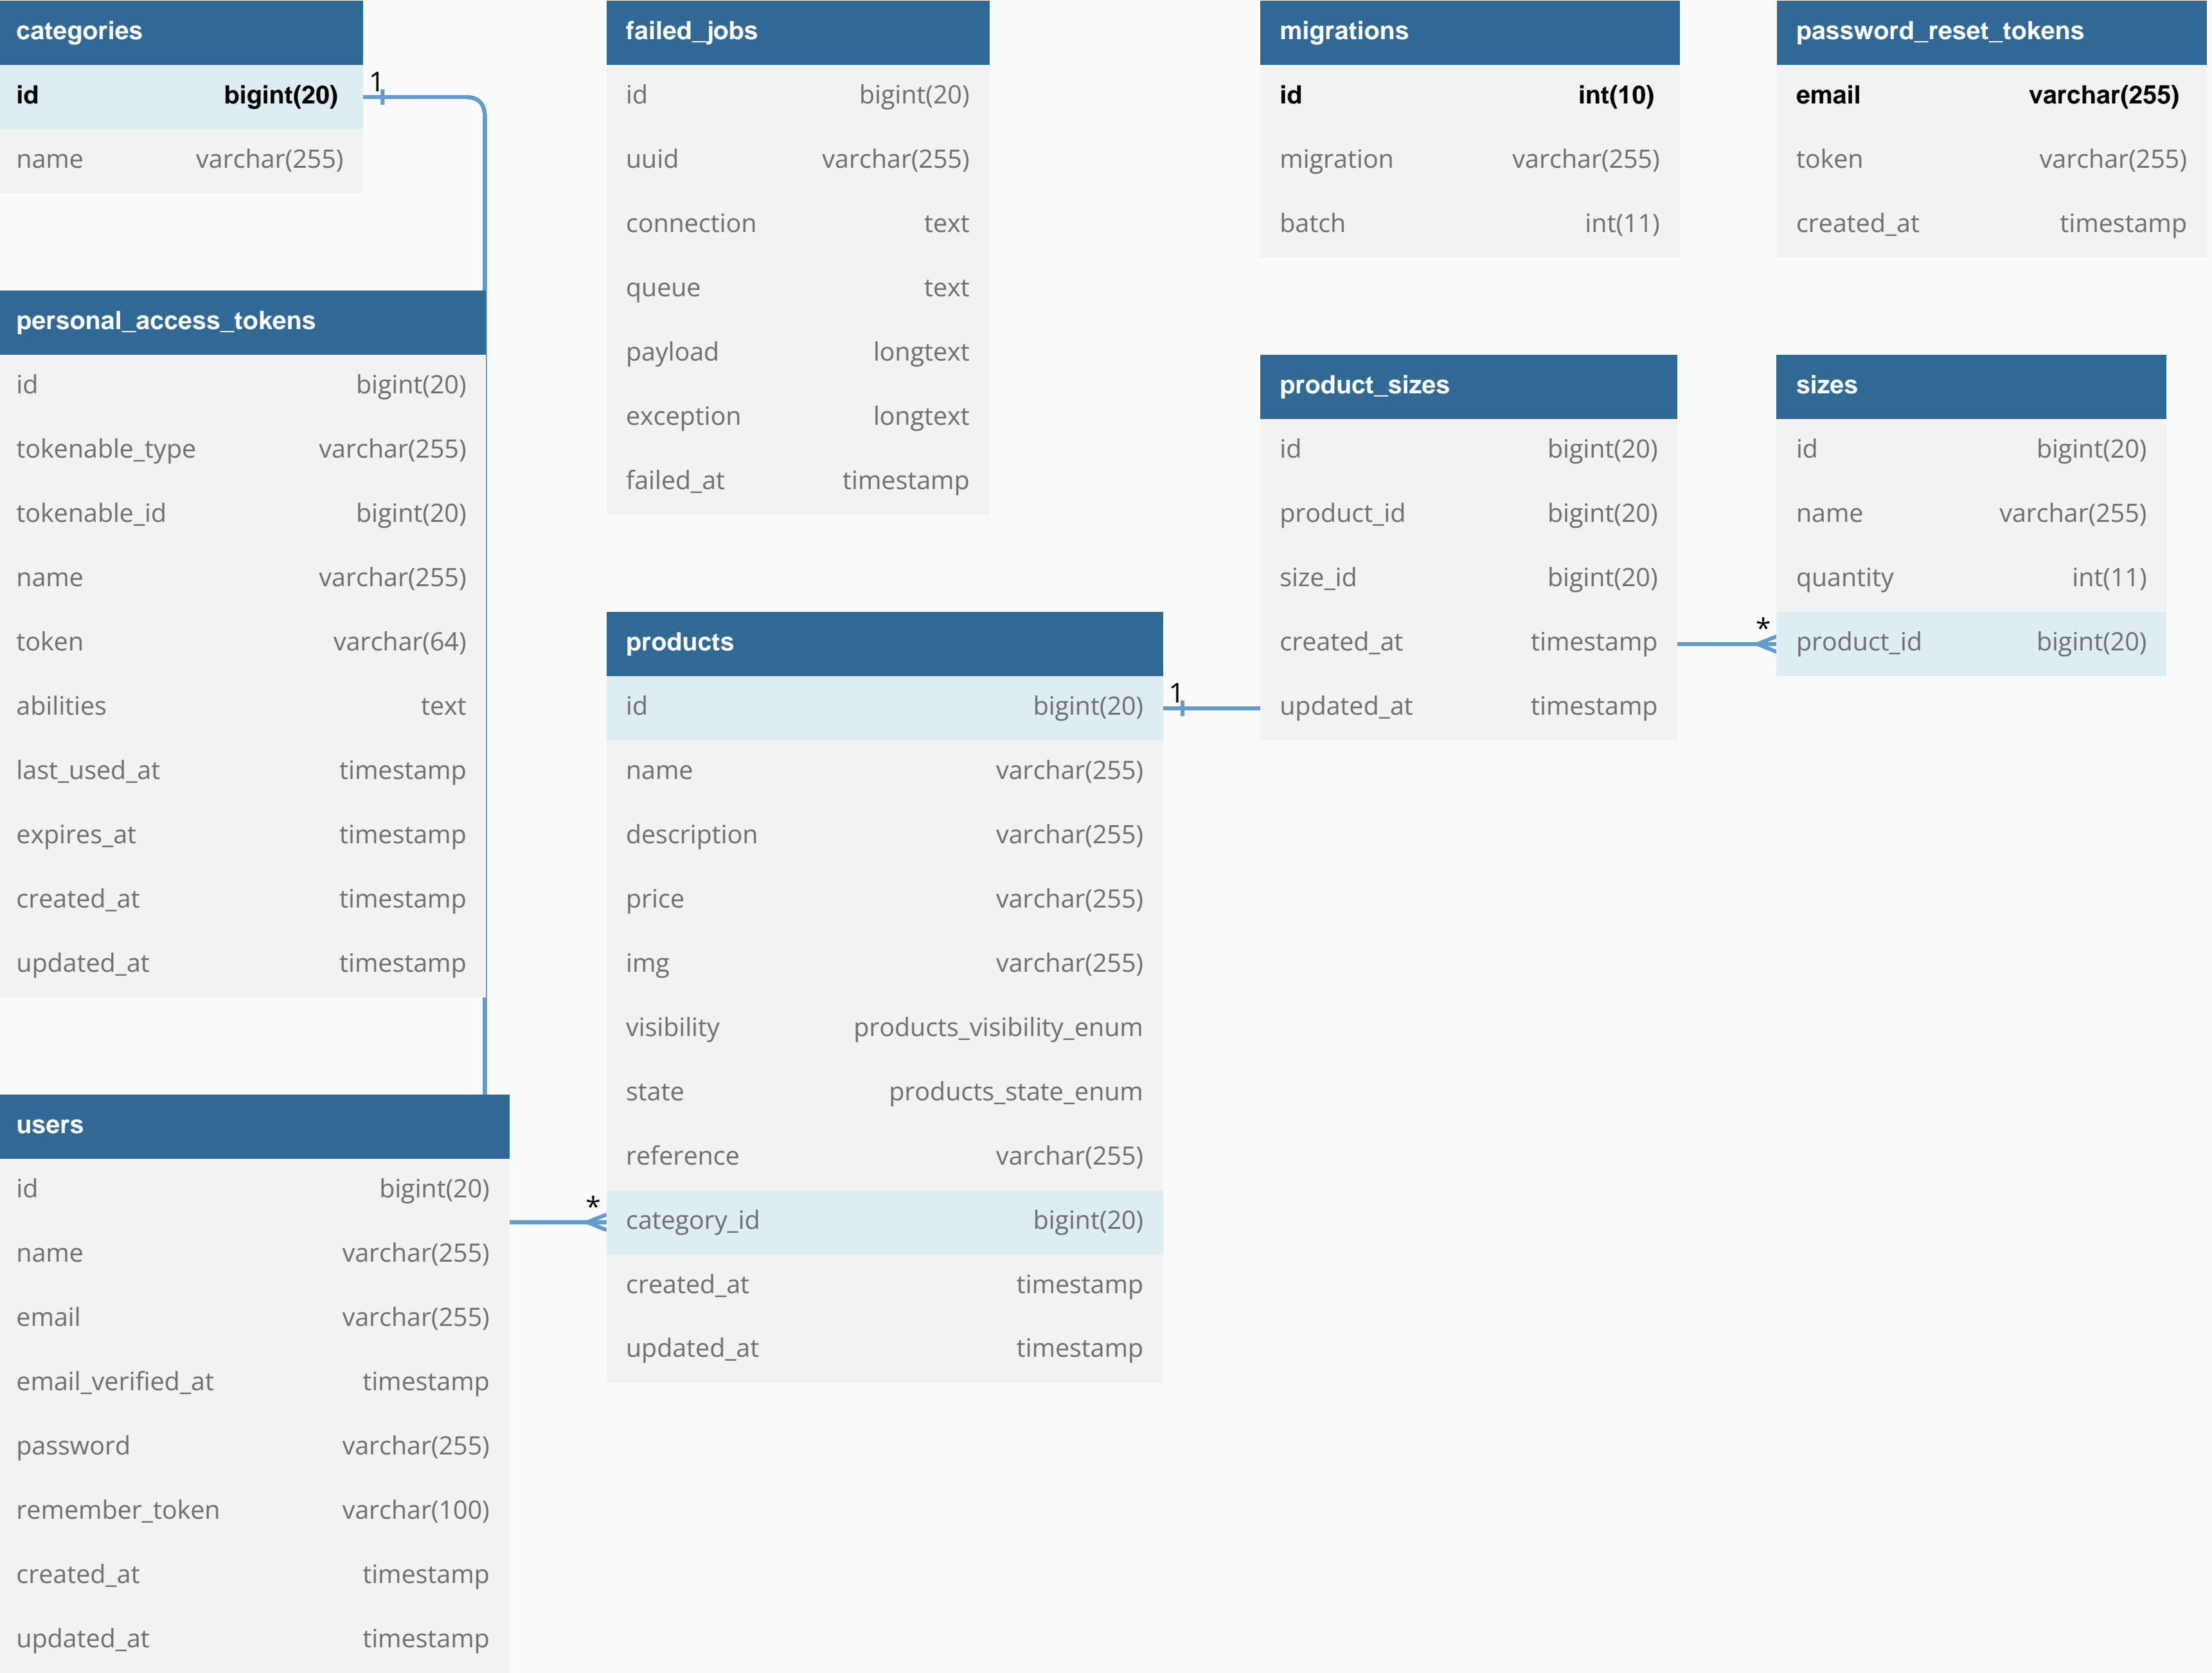 categories
id bigint(20)
1
name varchar(255)
failed_jobs
id bigint(20)
uuid varchar(255)
connection text
queue text
payload longtext
exception longtext
failed_at timestamp
migrations
id int(10)
migration varchar(255)
batch int(11)
password_reset_tokens
email varchar(255)
token varchar(255)
created_at timestamp
personal_access_tokens
id bigint(20)
tokenable_type varchar(255)
tokenable_id bigint(20)
name varchar(255)
token varchar(64)
abilities text
last_used_at timestamp
expires_at timestamp
created_at timestamp
updated_at timestamp
product_sizes
id bigint(20)
product_id bigint(20)
size_id bigint(20)
created_at timestamp
updated_at timestamp
sizes
id bigint(20)
name varchar(255)
quantity int(11)
*
product_id bigint(20)
products
id bigint(20)
1
name varchar(255)
description varchar(255)
price varchar(255)
img varchar(255)
visibility products_visibility_enum
state products_state_enum
reference varchar(255)
*
category_id bigint(20)
created_at timestamp
updated_at timestamp
users
id bigint(20)
name varchar(255)
email varchar(255)
email_verified_at timestamp
password varchar(255)
remember_token varchar(100)
created_at timestamp
updated_at timestamp